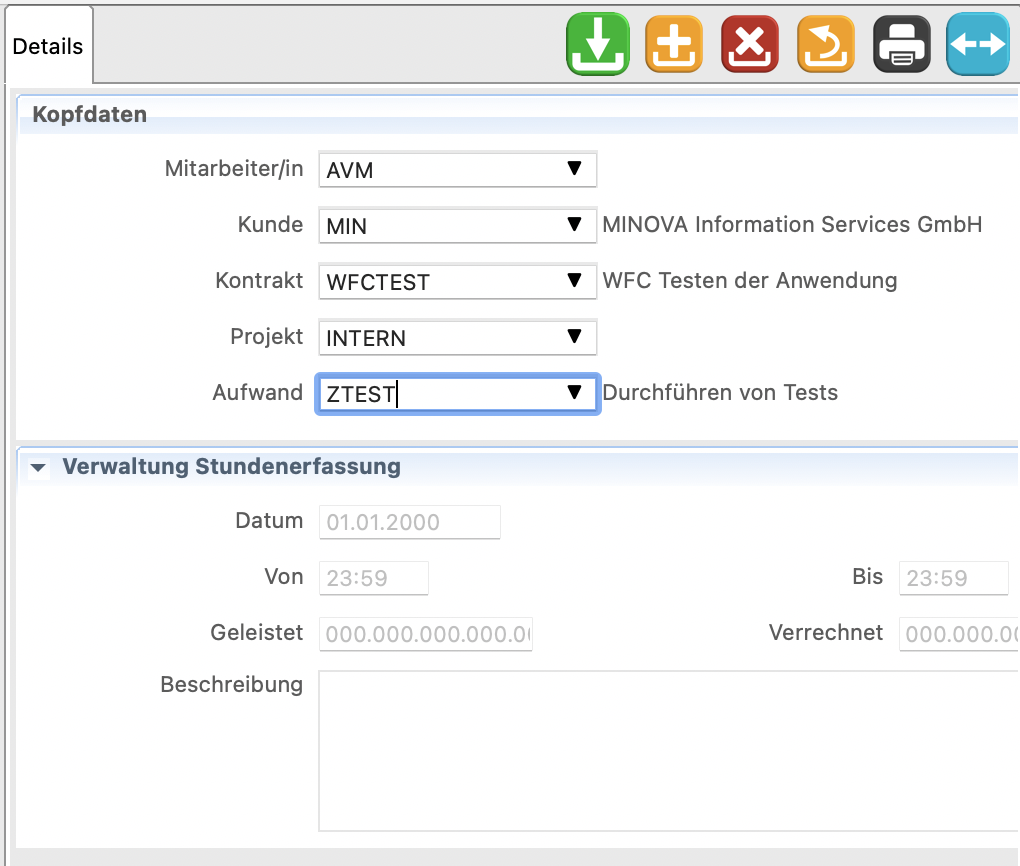 Details
Kopfdaten
Mitarbeiter/in AVM
Kunde MIN MINOVA Information Services GmbH
Kontrakt WFCTEST WFC Testen der Anwendung
Projekt INTERN
Aufwand ZTEST Durchführen von Tests
Verwaltung Stundenerfassung
Datum 01.01.2000
Von 23:59 Bis 23:59
Geleistet 000.000.000.000.0 Verrechnet 000.000.0
Beschreibung